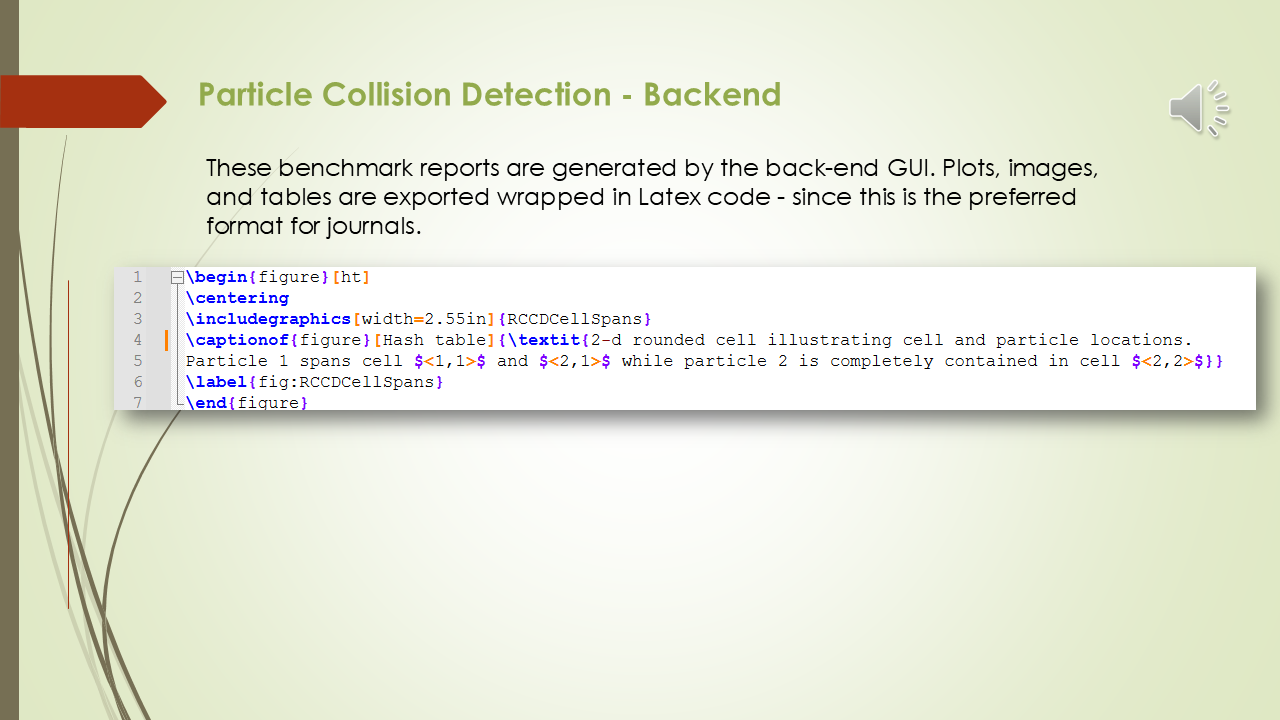 Particle Collision Detection - Backend
These benchmark reports are generated by the back-end GUI. Plots, images,
and tables are exported wrapped in Latex code - since this is the preferred
format for journals.
1 \begin{figure}[ht]
2 \centering
3 \includegraphics[width=2.55in]{RCCDCellSpans}
4 \captionof{figure}[Hash table]{\textit{2-d rounded cell illustrating cell and particle locations.
5 Particle 1 spans cell $<1,1>$ and $<2,1>$ while particle 2 is completely contained in cell $<2,2>$}}
6 \label{fig:RCCDCellSpans}
7 \end{figure}